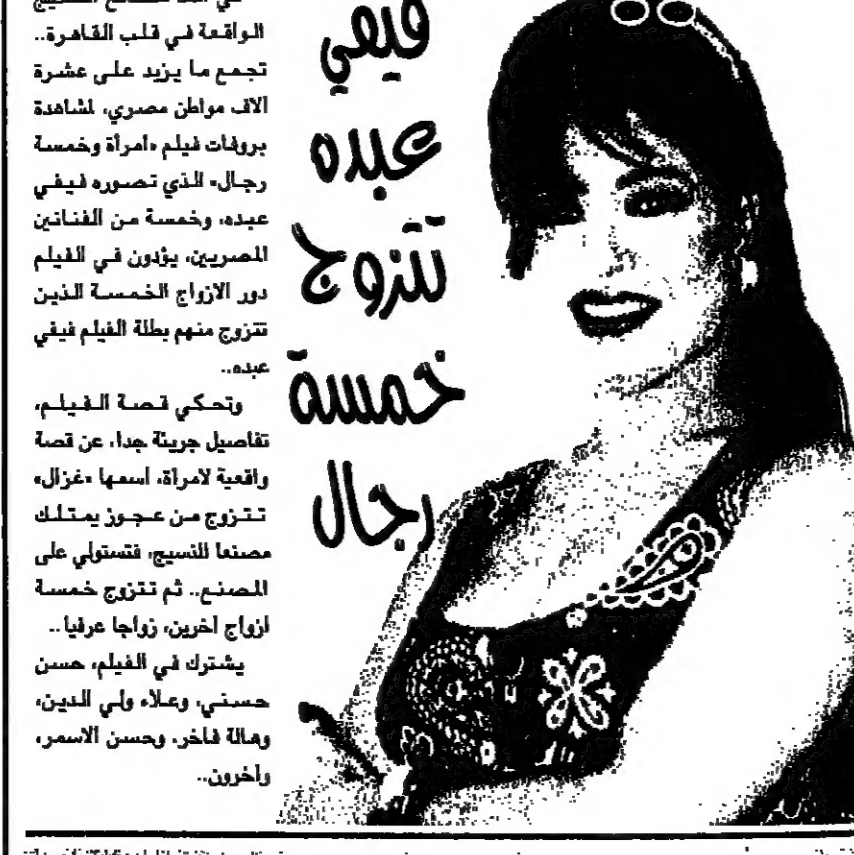 فيفي
عبده
تتزوج
خمسة
رجال
الواقعة في قلب القاهرة..
تجمع ما يزيد على عشرة
الاف مواطن مصري، لمشاهدة
بروفات فيلم «امرأة وخمسة
رجال» الذي تصوره فيفي
عبده، وخمسة من الفنانين
المصريين، يؤدون في الفيلم
دور الازواج الخمسة الذين
تتزوج منهم بطلة الفيلم فيفي
عبده..
وتحكي قصة الفيلم،
تفاصيل جريئة جدا، عن قصة
واقعية لامرأة، اسمها «غزال»
تتزوج من عجوز يمتلك
مصنعا للنسيج، فتستولي على
المصنع.. ثم تتزوج خمسة
ازواج آخرين، زواجا عرفيا..
يشترك في الفيلم، حسن
حسني، وعلاء ولي الدين،
وهالة فاخر، وحسن الاسمر،
وآخرون..